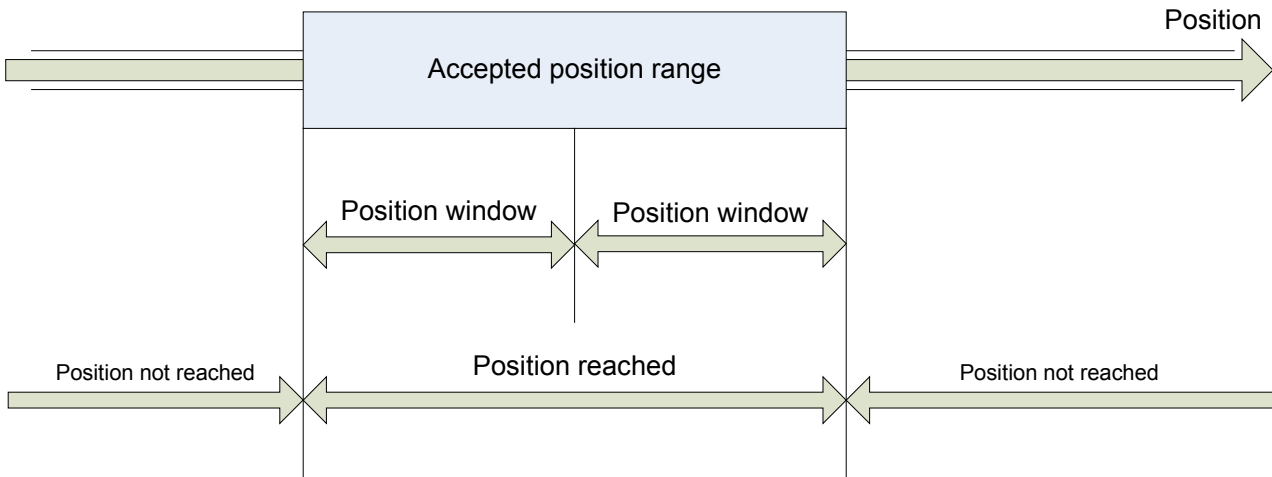 Position
Accepted position range
Position window
Position window
Position not reached
Position reached
Position not reached